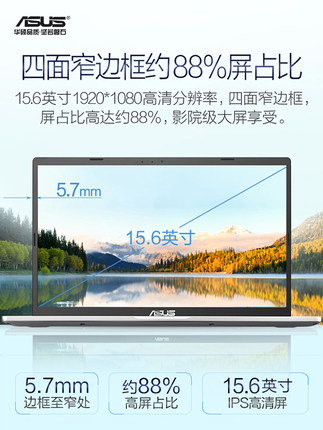 ASUS
华硕品质·坚若磐石
四面窄边框约88%屏占比
15.6英寸1920*1080高清分辨率，四面窄边框，
屏占比高达约88%，影院级大屏享受。
5.7mm
15.6英寸
ASUS
5.7mm 约88% 15.6英寸
边框至窄处 高屏占比 IPS高清屏